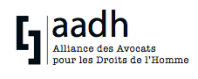 aadh
Alliance des Avocats
pour les Droits de l'Homme